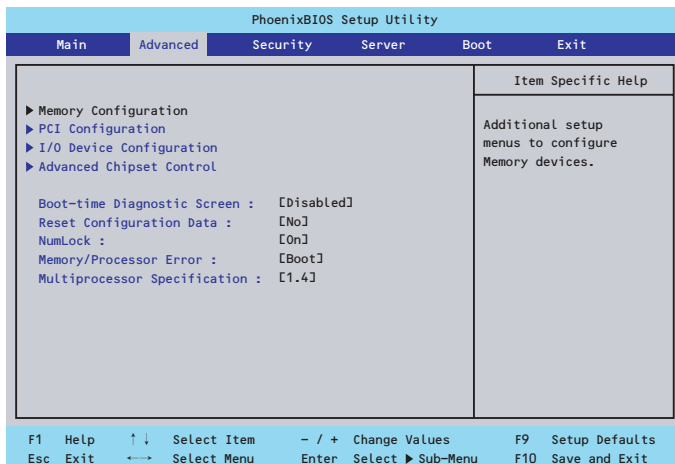 PhoenixBIOS Setup Utility
Main Advanced Security Server Boot Exit
Item Specific Help
▶ Memory Configuration
▶ PCI Configuration
▶ I/O Device Configuration
▶ Advanced Chipset Control
Boot-time Diagnostic Screen : [Disabled]
Reset Configuration Data : [No]
NumLock : [On]
Memory/Processor Error : [Boot]
Multiprocessor Specification : [1.4]
Additional setup
menus to configure
Memory devices.
F1 Help ↑↓ Select Item - / + Change Values F9 Setup Defaults
Esc Exit ←→ Select Menu Enter Select ▶ Sub-Menu F10 Save and Exit